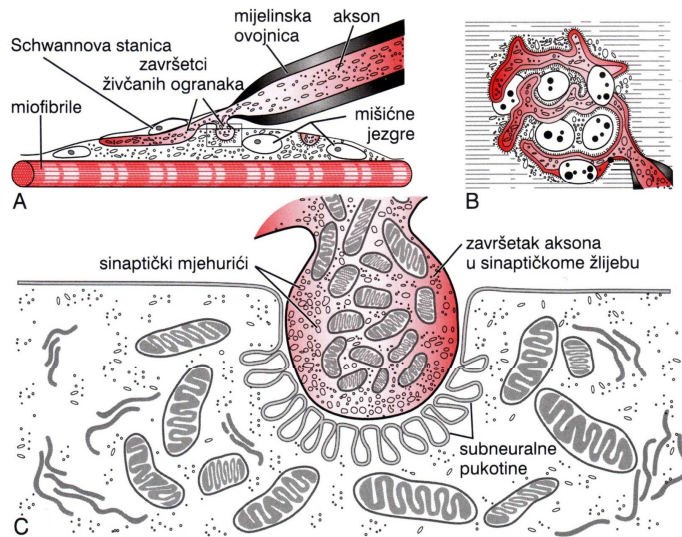 mijelinska
ovojnica
akson
Schwannova stanica
završetci
živčanih ogranaka
miofibrile
mišićne
jezgre
A
B
sinaptički mjehurići
završetak aksona
u sinaptičkome žlijebu
subneuralne
pukotine
C